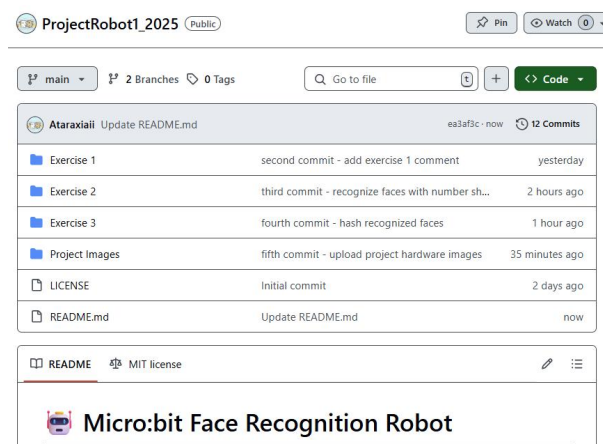 ProjectRobot1_2025 Public Pin Watch 0
main 2 Branches 0 Tags Go to file t + <> Code
Ataraxiaii Update README.md ea3af3c · now 12 Commits
Exercise 1 second commit - add exercise 1 comment yesterday
Exercise 2 third commit - recognize faces with number sh... 2 hours ago
Exercise 3 fourth commit - hash recognized faces 1 hour ago
Project Images fifth commit - upload project hardware images 35 minutes ago
LICENSE Initial commit 2 days ago
README.md Update README.md now
README MIT license
🤖 Micro:bit Face Recognition Robot